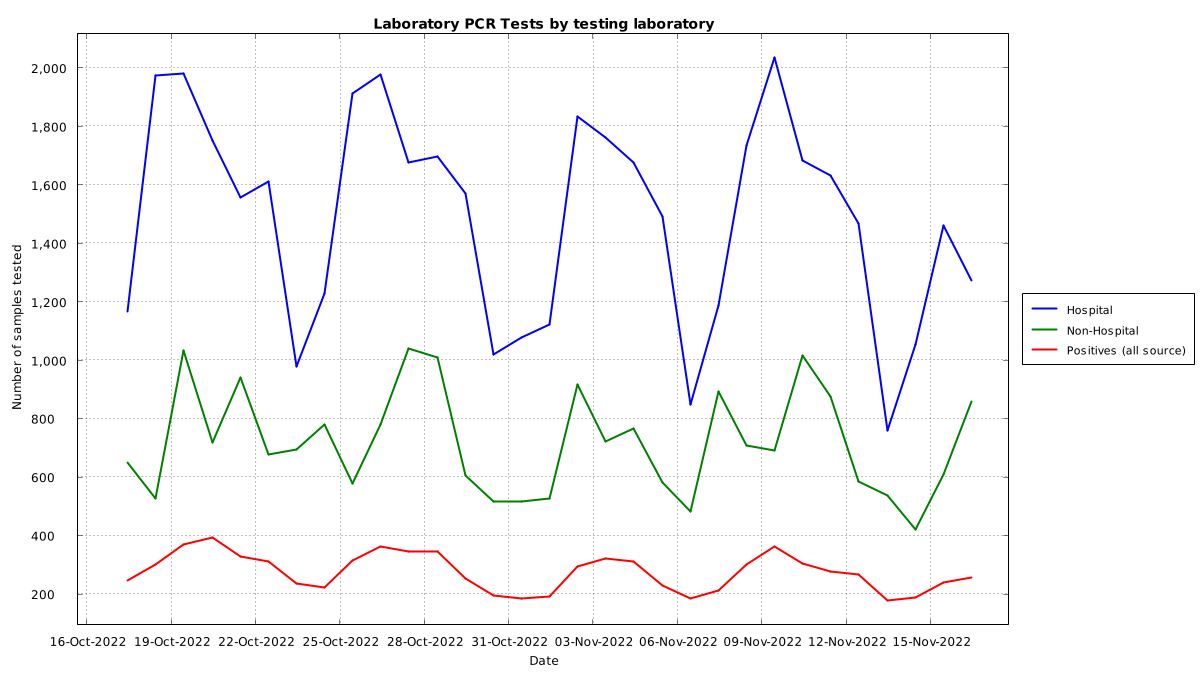 Laboratory PCR Tests by testing laboratory
2,000
1,800
1,600
1,400
1,200
1,000
800
600
400
200
Number of samples tested
16-Oct-2022 19-Oct-2022 22-Oct-2022 25-Oct-2022 28-Oct-2022 31-Oct-2022 03-Nov-2022 06-Nov-2022 09-Nov-2022 12-Nov-2022 15-Nov-2022
Date
Hospital
Non-Hospital
Positives (all source)